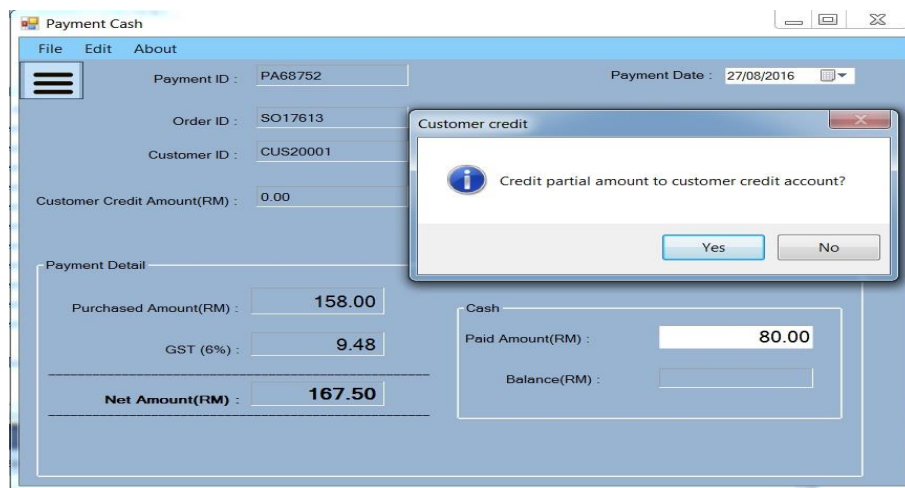 Payment Cash
File Edit About
Payment ID : PA68752
Payment Date : 27/08/2016
Order ID : SO17613
Customer ID : CUS20001
Customer Credit Amount(RM) : 0.00
Customer credit
Credit partial amount to customer credit account?
Yes No
Payment Detail
Purchased Amount(RM) : 158.00
GST (6%) : 9.48
Net Amount(RM) : 167.50
Cash
Paid Amount(RM) : 80.00
Balance(RM) :